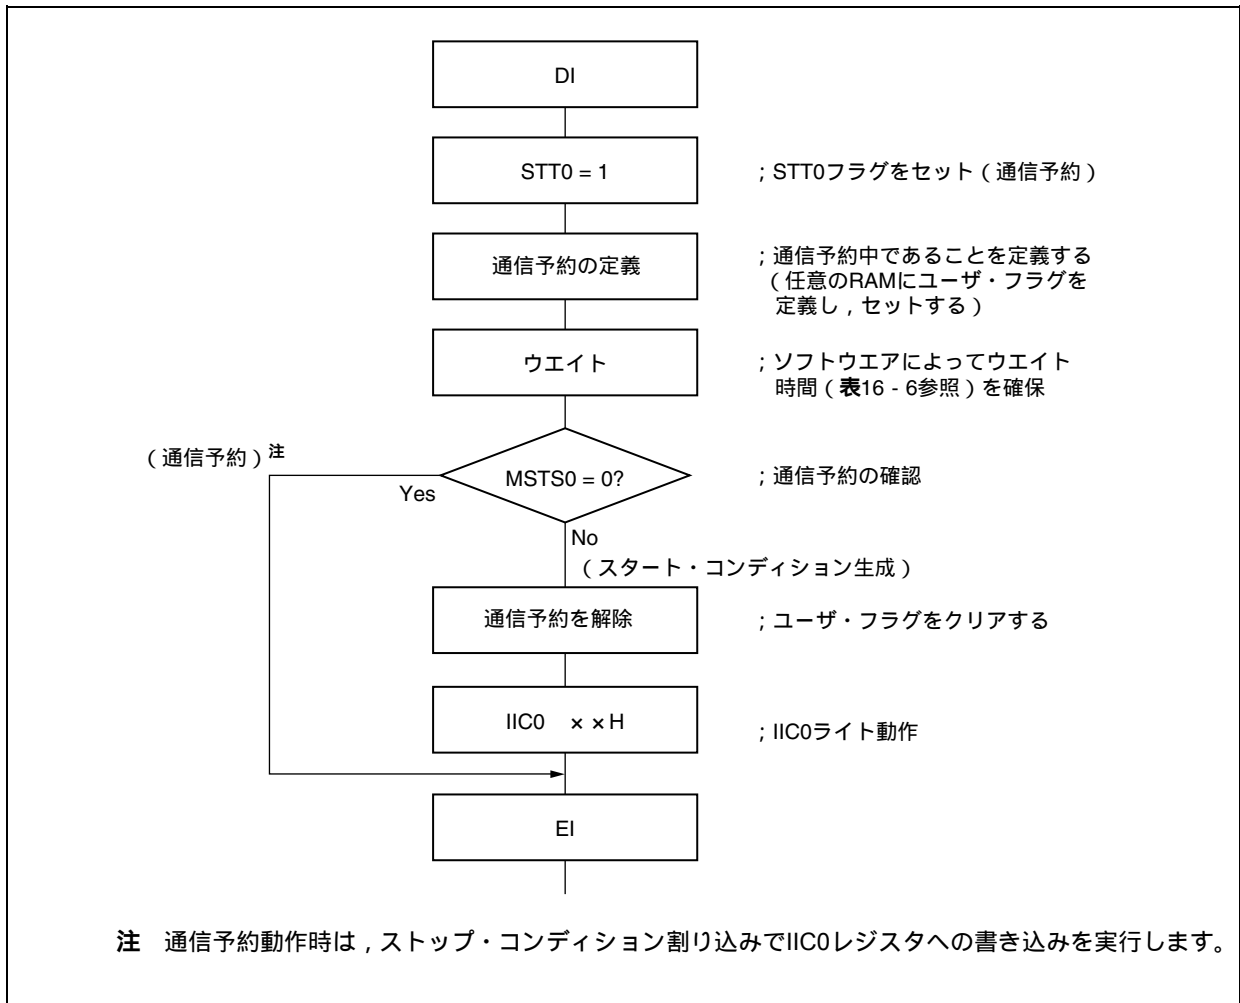 DI
STT0 = 1
；STT0フラグをセット（通信予約）
通信予約の定義
；通信予約中であることを定義する
（任意のRAMにユーザ・フラグを
定義し，セットする）
ウエイト
；ソフトウエアによってウエイト
時間（表16 - 6参照）を確保
（通信予約）注
MSTS0 = 0?
；通信予約の確認
Yes
No
（スタート・コンディション生成）
通信予約を解除
；ユーザ・フラグをクリアする
IIC0　××H
；IIC0ライト動作
EI
注　通信予約動作時は，ストップ・コンディション割り込みでIIC0レジスタへの書き込みを実行します。